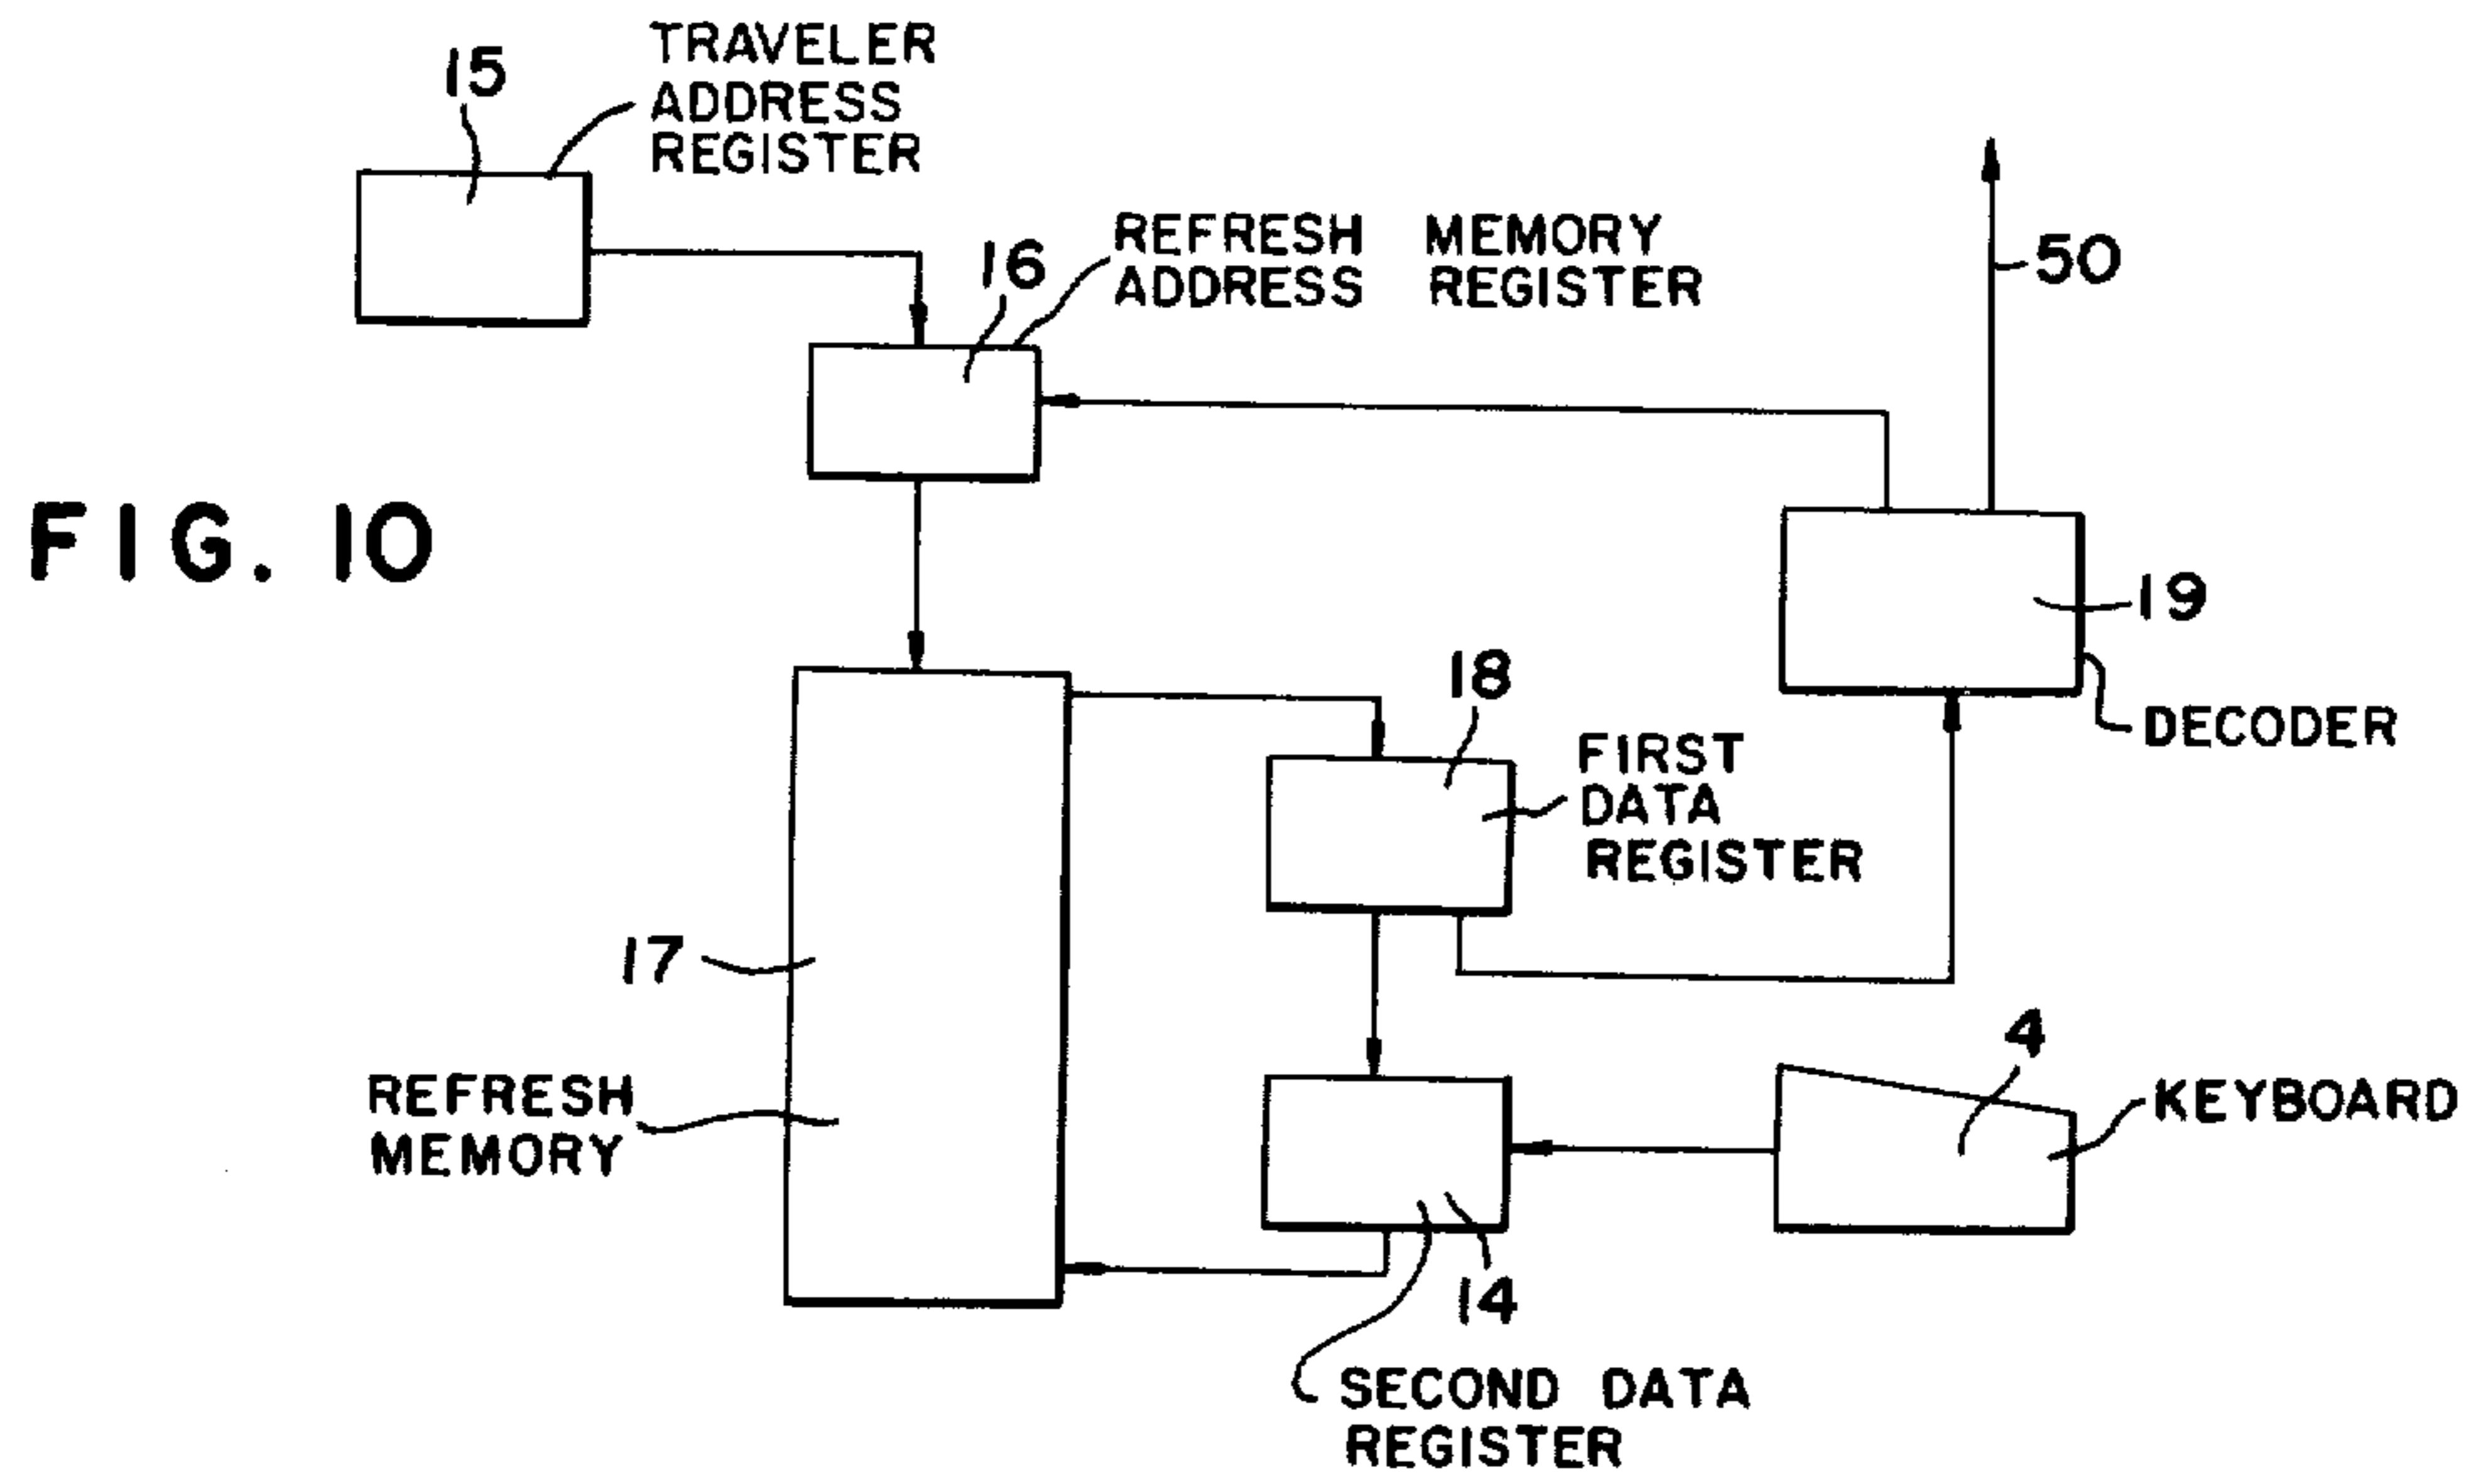 15
TRAVELER
ADDRESS
REGISTER
16
REFRESH MEMORY
ADDRESS REGISTER
50
FIG. 10
19
DECODER
18
FIRST
DATA
REGISTER
17
4
KEYBOARD
REFRESH
MEMORY
14
SECOND DATA
REGISTER